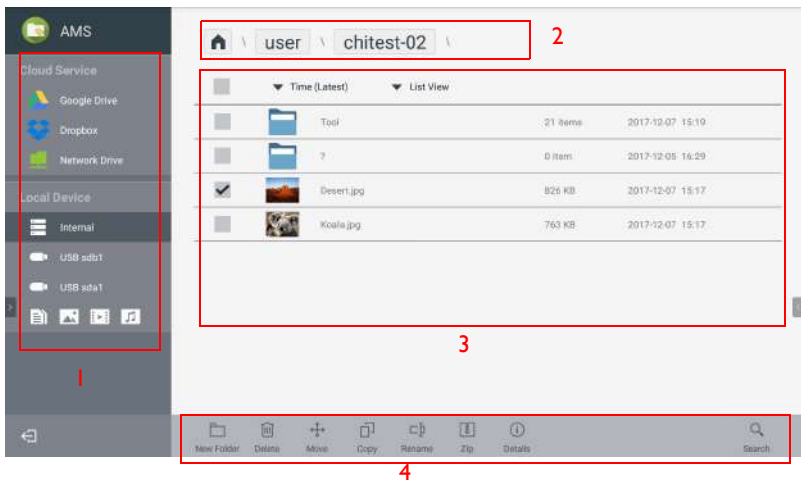 AMS
Cloud Service
Google Drive
Dropbox
Network Drive
Local Device
Internal
USB sdb1
USB sda1
1
\ user \ chitest-02 \
2
Time (Latest) List View
Tool 21 items 2017-12-07 15:19
? 0 item 2017-12-05 16:29
Desert.jpg 826 KB 2017-12-07 15:17
Koala.jpg 763 KB 2017-12-07 15:17
3
New Folder Delete Move Copy Rename Zip Details Search
4